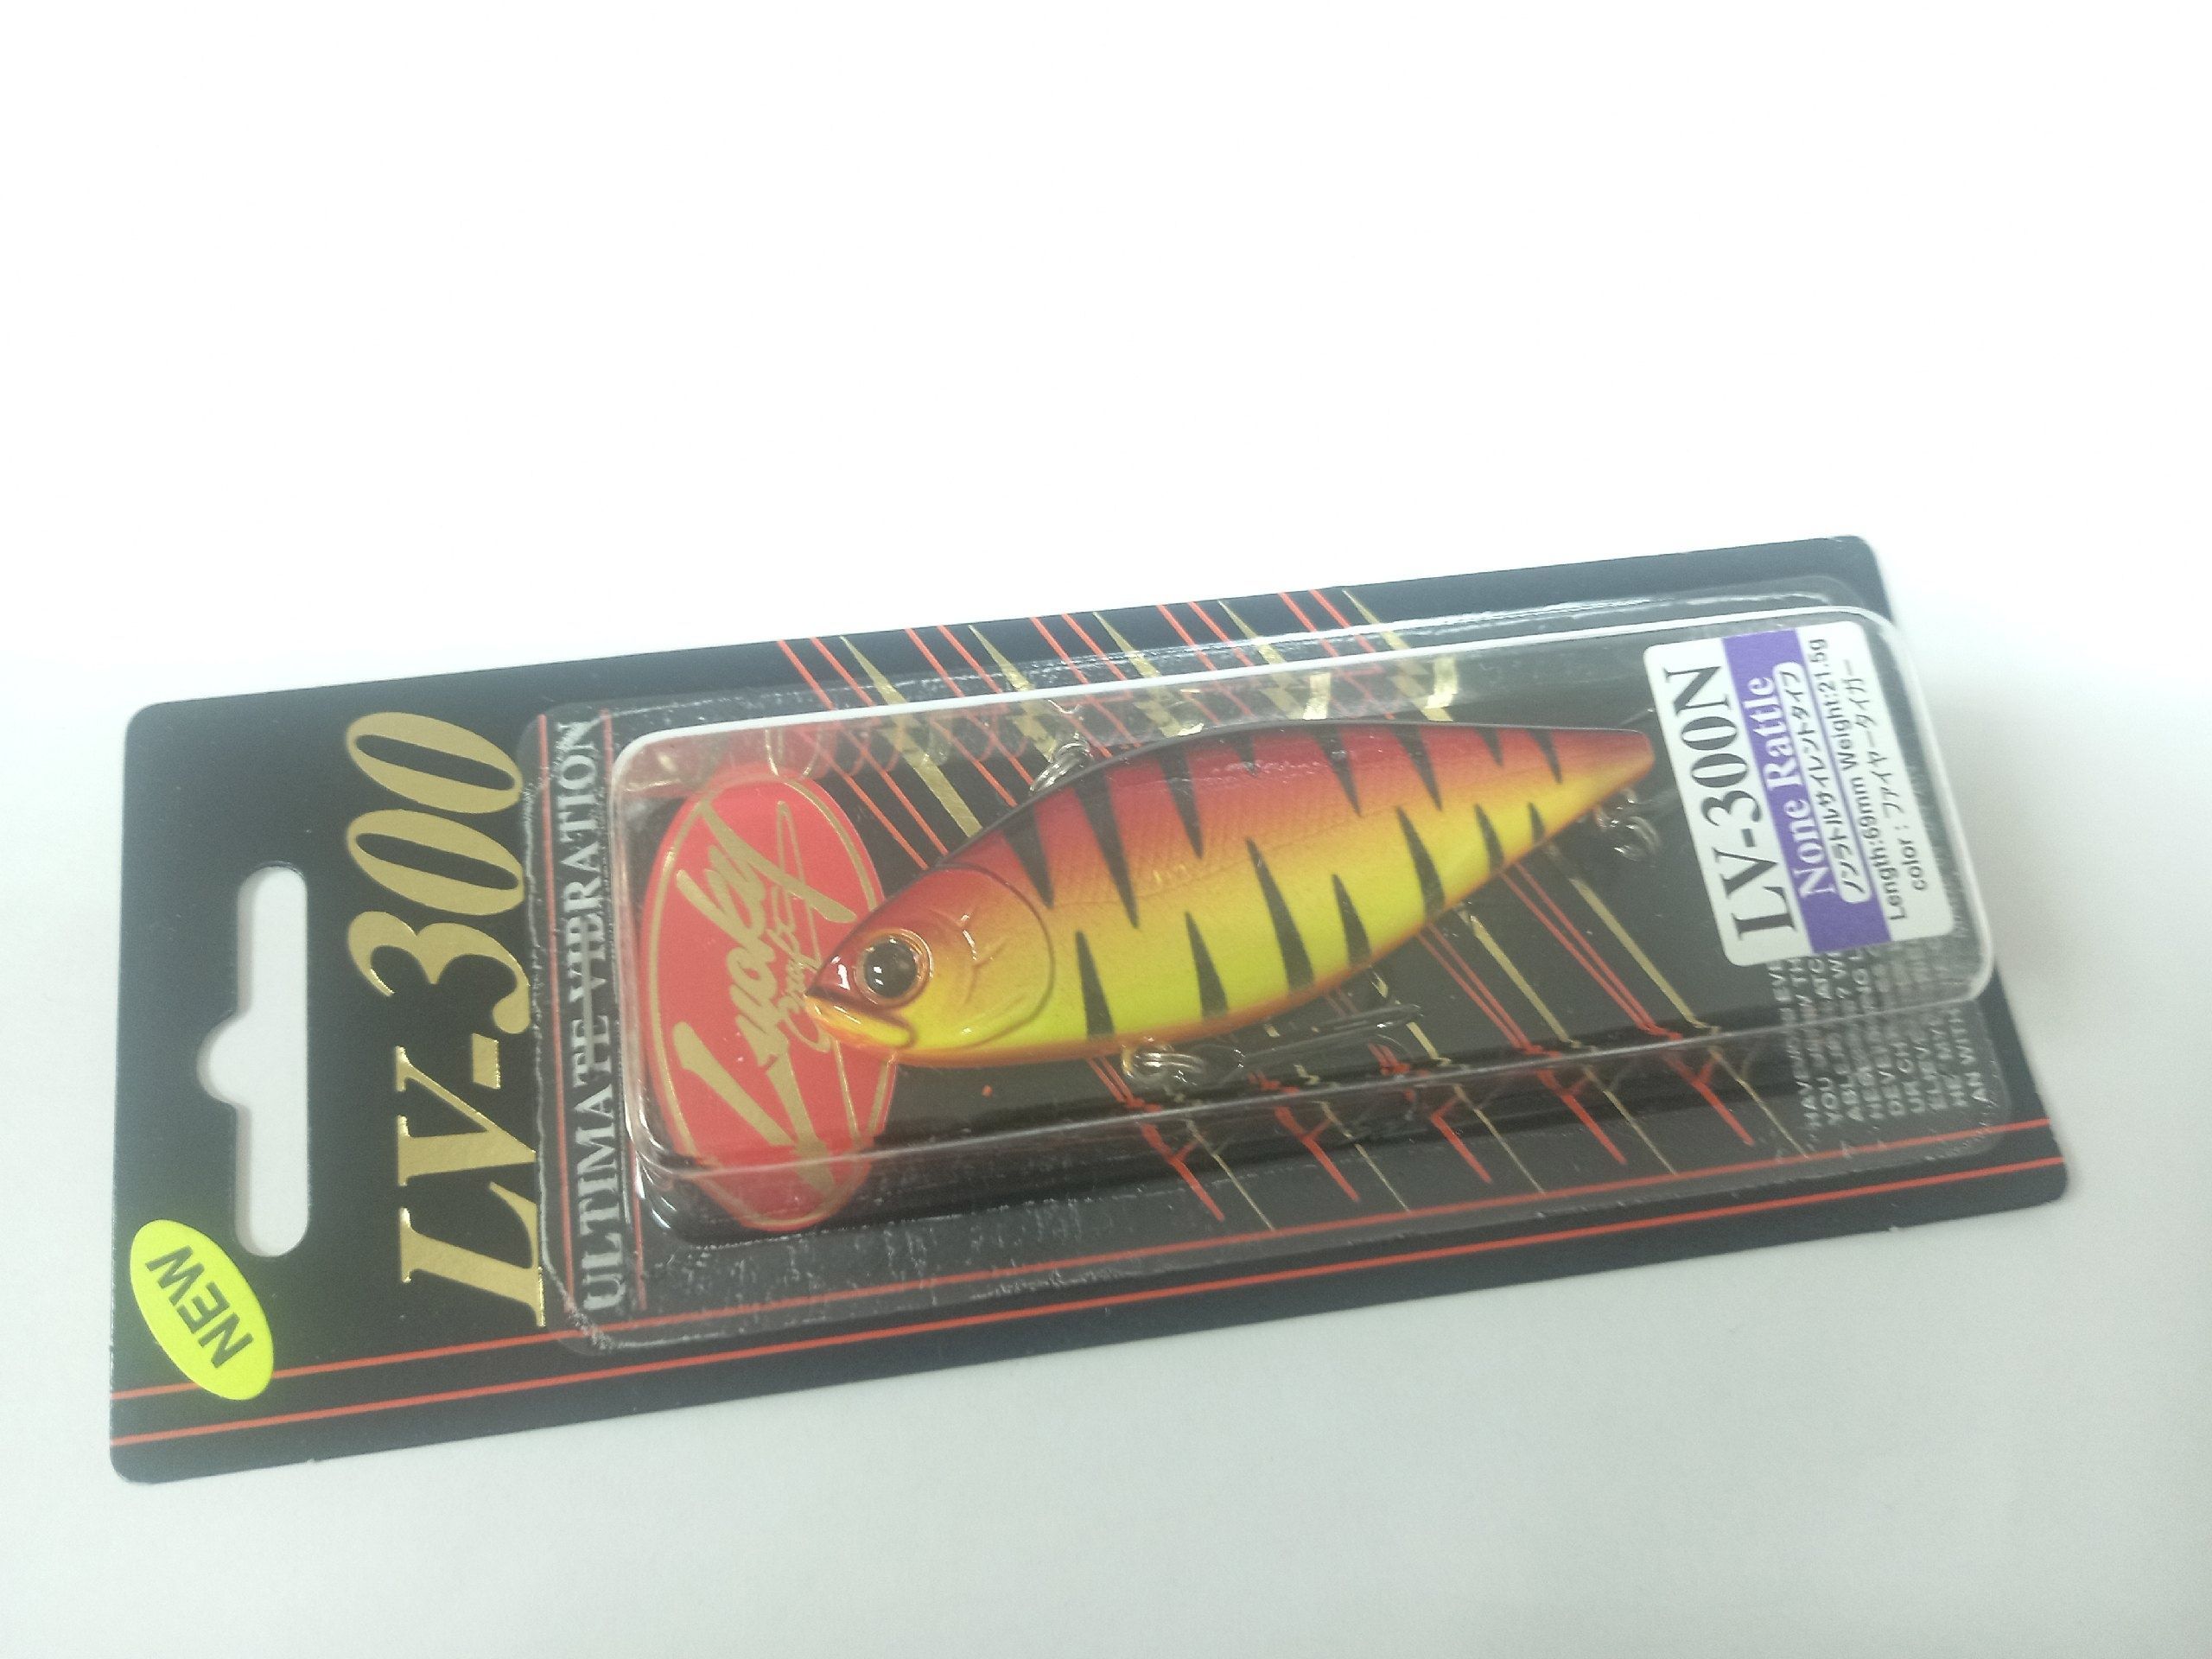 NEW
LV-300
ULTIMATE VIBRATION
Lucky
Craft
LV-300N
None Rattle
ノンラトルサイレントタイプ
Length:69mm Weight:21.5g
color：ファイヤータイガー